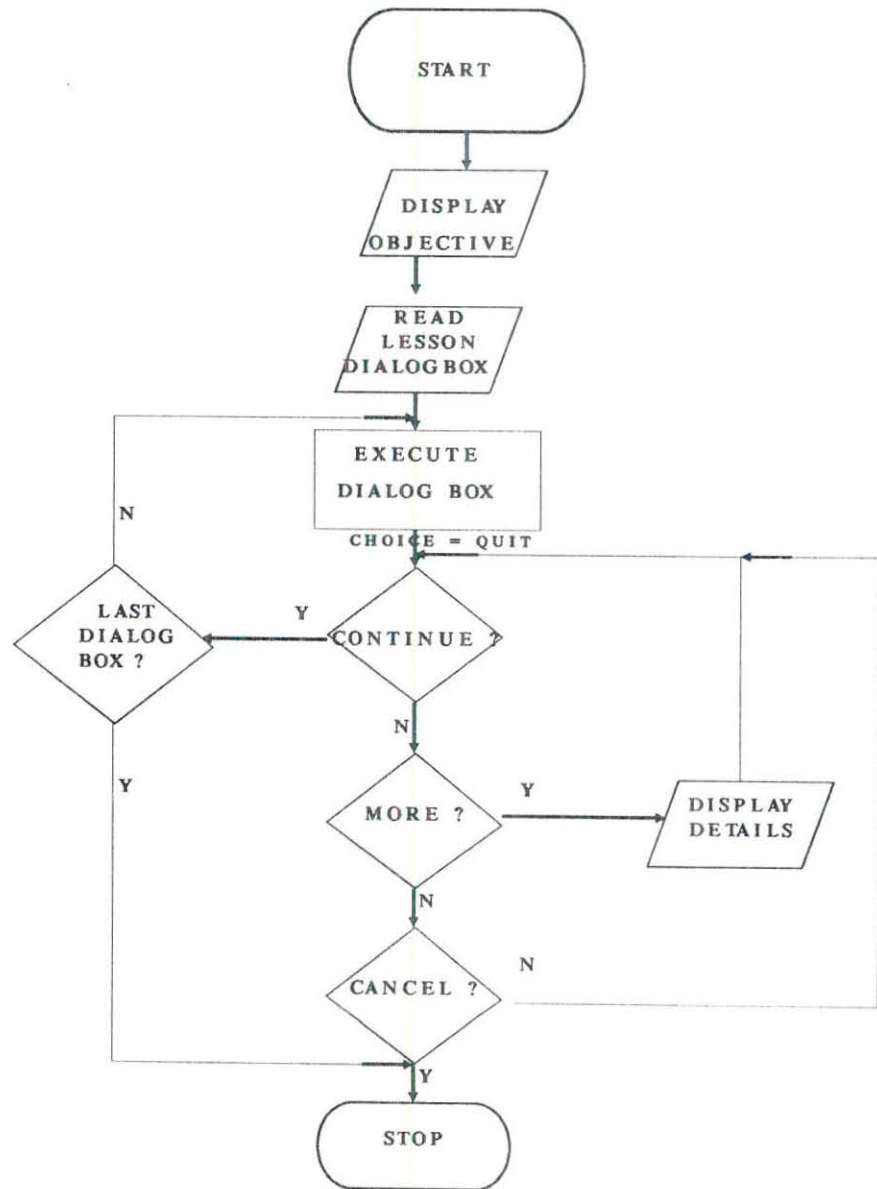 START
DISPLAY
OBJECTIVE
READ
LESSON
DIALOG BOX
EXECUTE
DIALOG BOX
CHOICE = QUIT
N
LAST
DIALOG
BOX ?
Y
CONTINUE ?
N
Y
MORE ?
Y
DISPLAY
DETAILS
N
CANCEL ?
N
Y
STOP